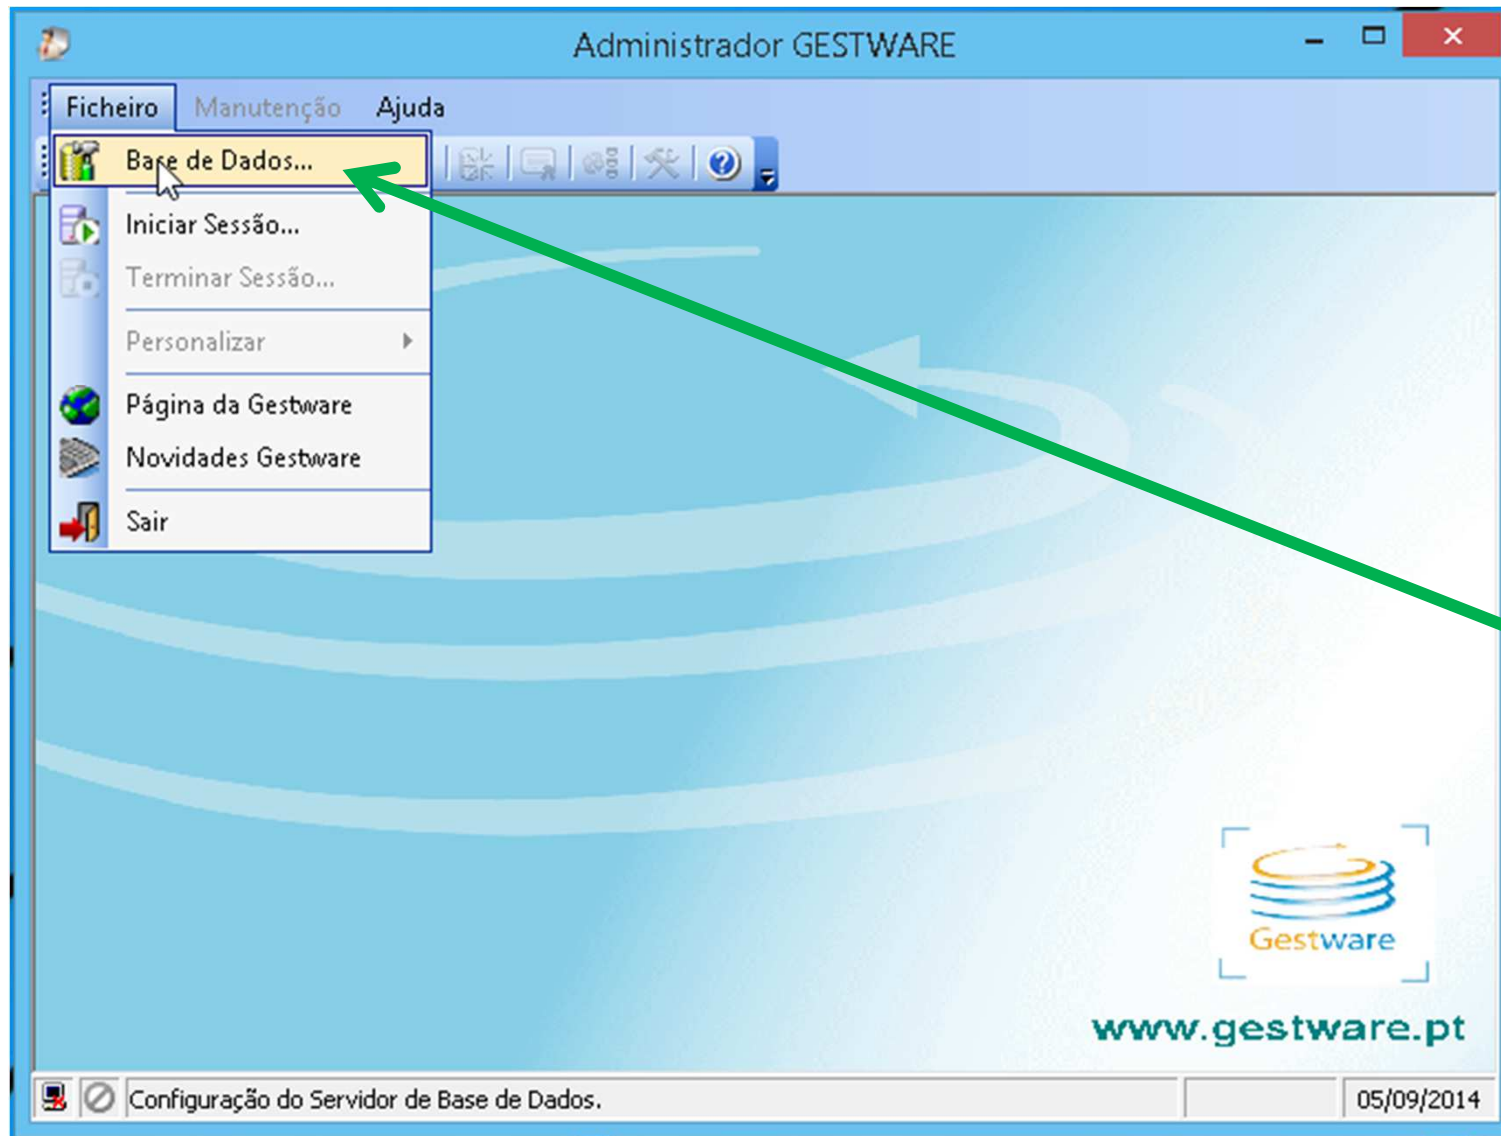 Administrador GESTWARE
Ficheiro Manutenção Ajuda
Base de Dados...
Iniciar Sessão...
Terminar Sessão...
Personalizar
Página da Gestware
Novidades Gestware
Sair
Gestware
www.gestware.pt
Configuração do Servidor de Base de Dados. 05/09/2014